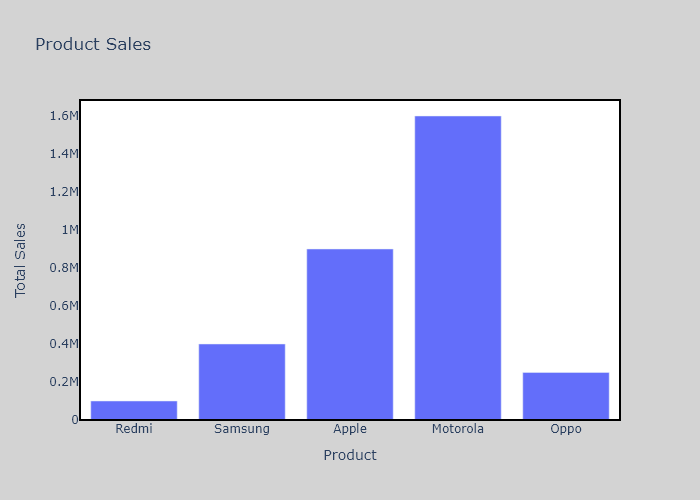 Product Sales
Total Sales
1.6M
1.4M
1.2M
1M
0.8M
0.6M
0.4M
0.2M
0
Redmi Samsung Apple Motorola Oppo
Product